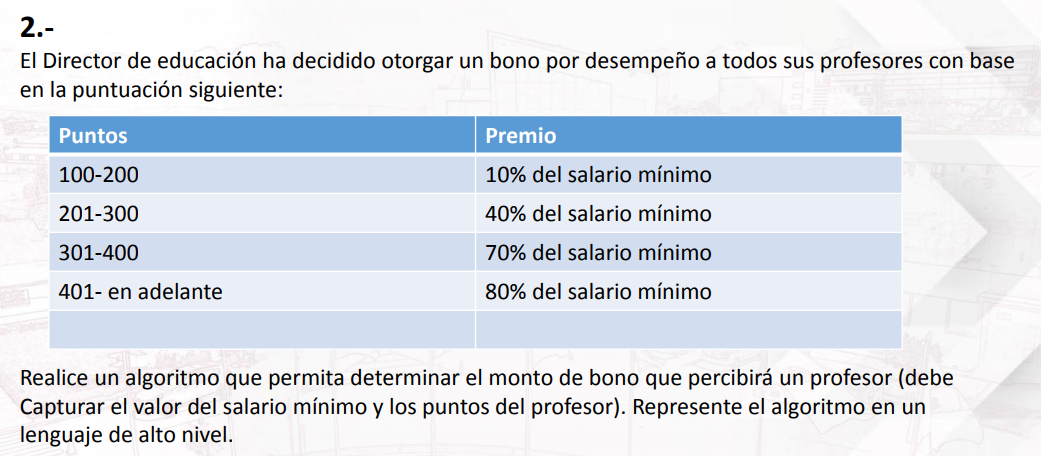 2.-
El Director de educación ha decidido otorgar un bono por desempeño a todos sus profesores con base
en la puntuación siguiente:
Puntos Premio
100-200 10% del salario mínimo
201-300 40% del salario mínimo
301-400 70% del salario mínimo
401- en adelante 80% del salario mínimo
Realice un algoritmo que permita determinar el monto de bono que percibirá un profesor (debe
Capturar el valor del salario mínimo y los puntos del profesor). Represente el algoritmo en un
lenguaje de alto nivel.